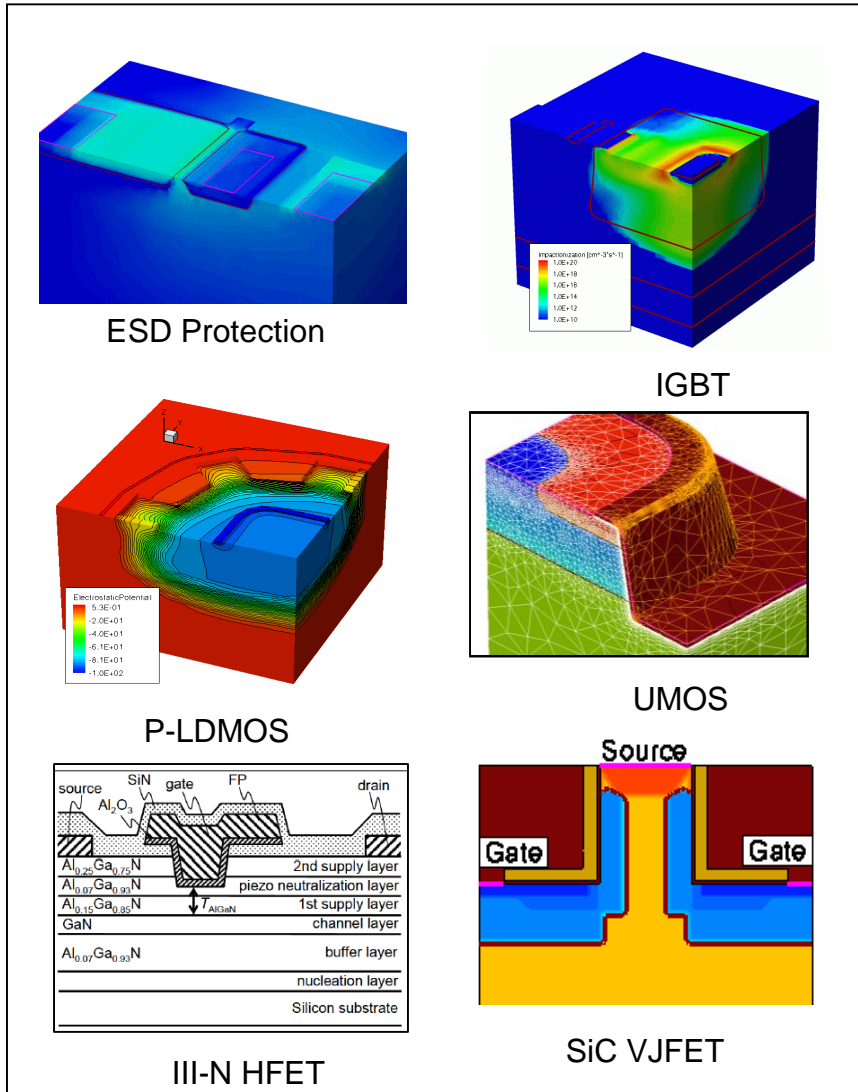 ESD Protection
ImpactIonization [cm^-3*s^-1]
1.0E+20
1.0E+18
1.0E+16
1.0E+14
1.0E+12
1.0E+10
IGBT
Z
Y
X
ElectrostaticPotential
5.3E-01
-2.0E+01
-4.0E+01
-6.1E+01
-8.1E+01
-1.0E+02
P-LDMOS
UMOS
SiN gate FP
source drain
Al2O3
Al0.25Ga0.75N 2nd supply layer
Al0.07Ga0.93N piezo neutralization layer
Al0.15Ga0.85N TAlGaN 1st supply layer
GaN channel layer
Al0.07Ga0.93N buffer layer
nucleation layer
Silicon substrate
III-N HFET
Source
Gate Gate
SiC VJFET